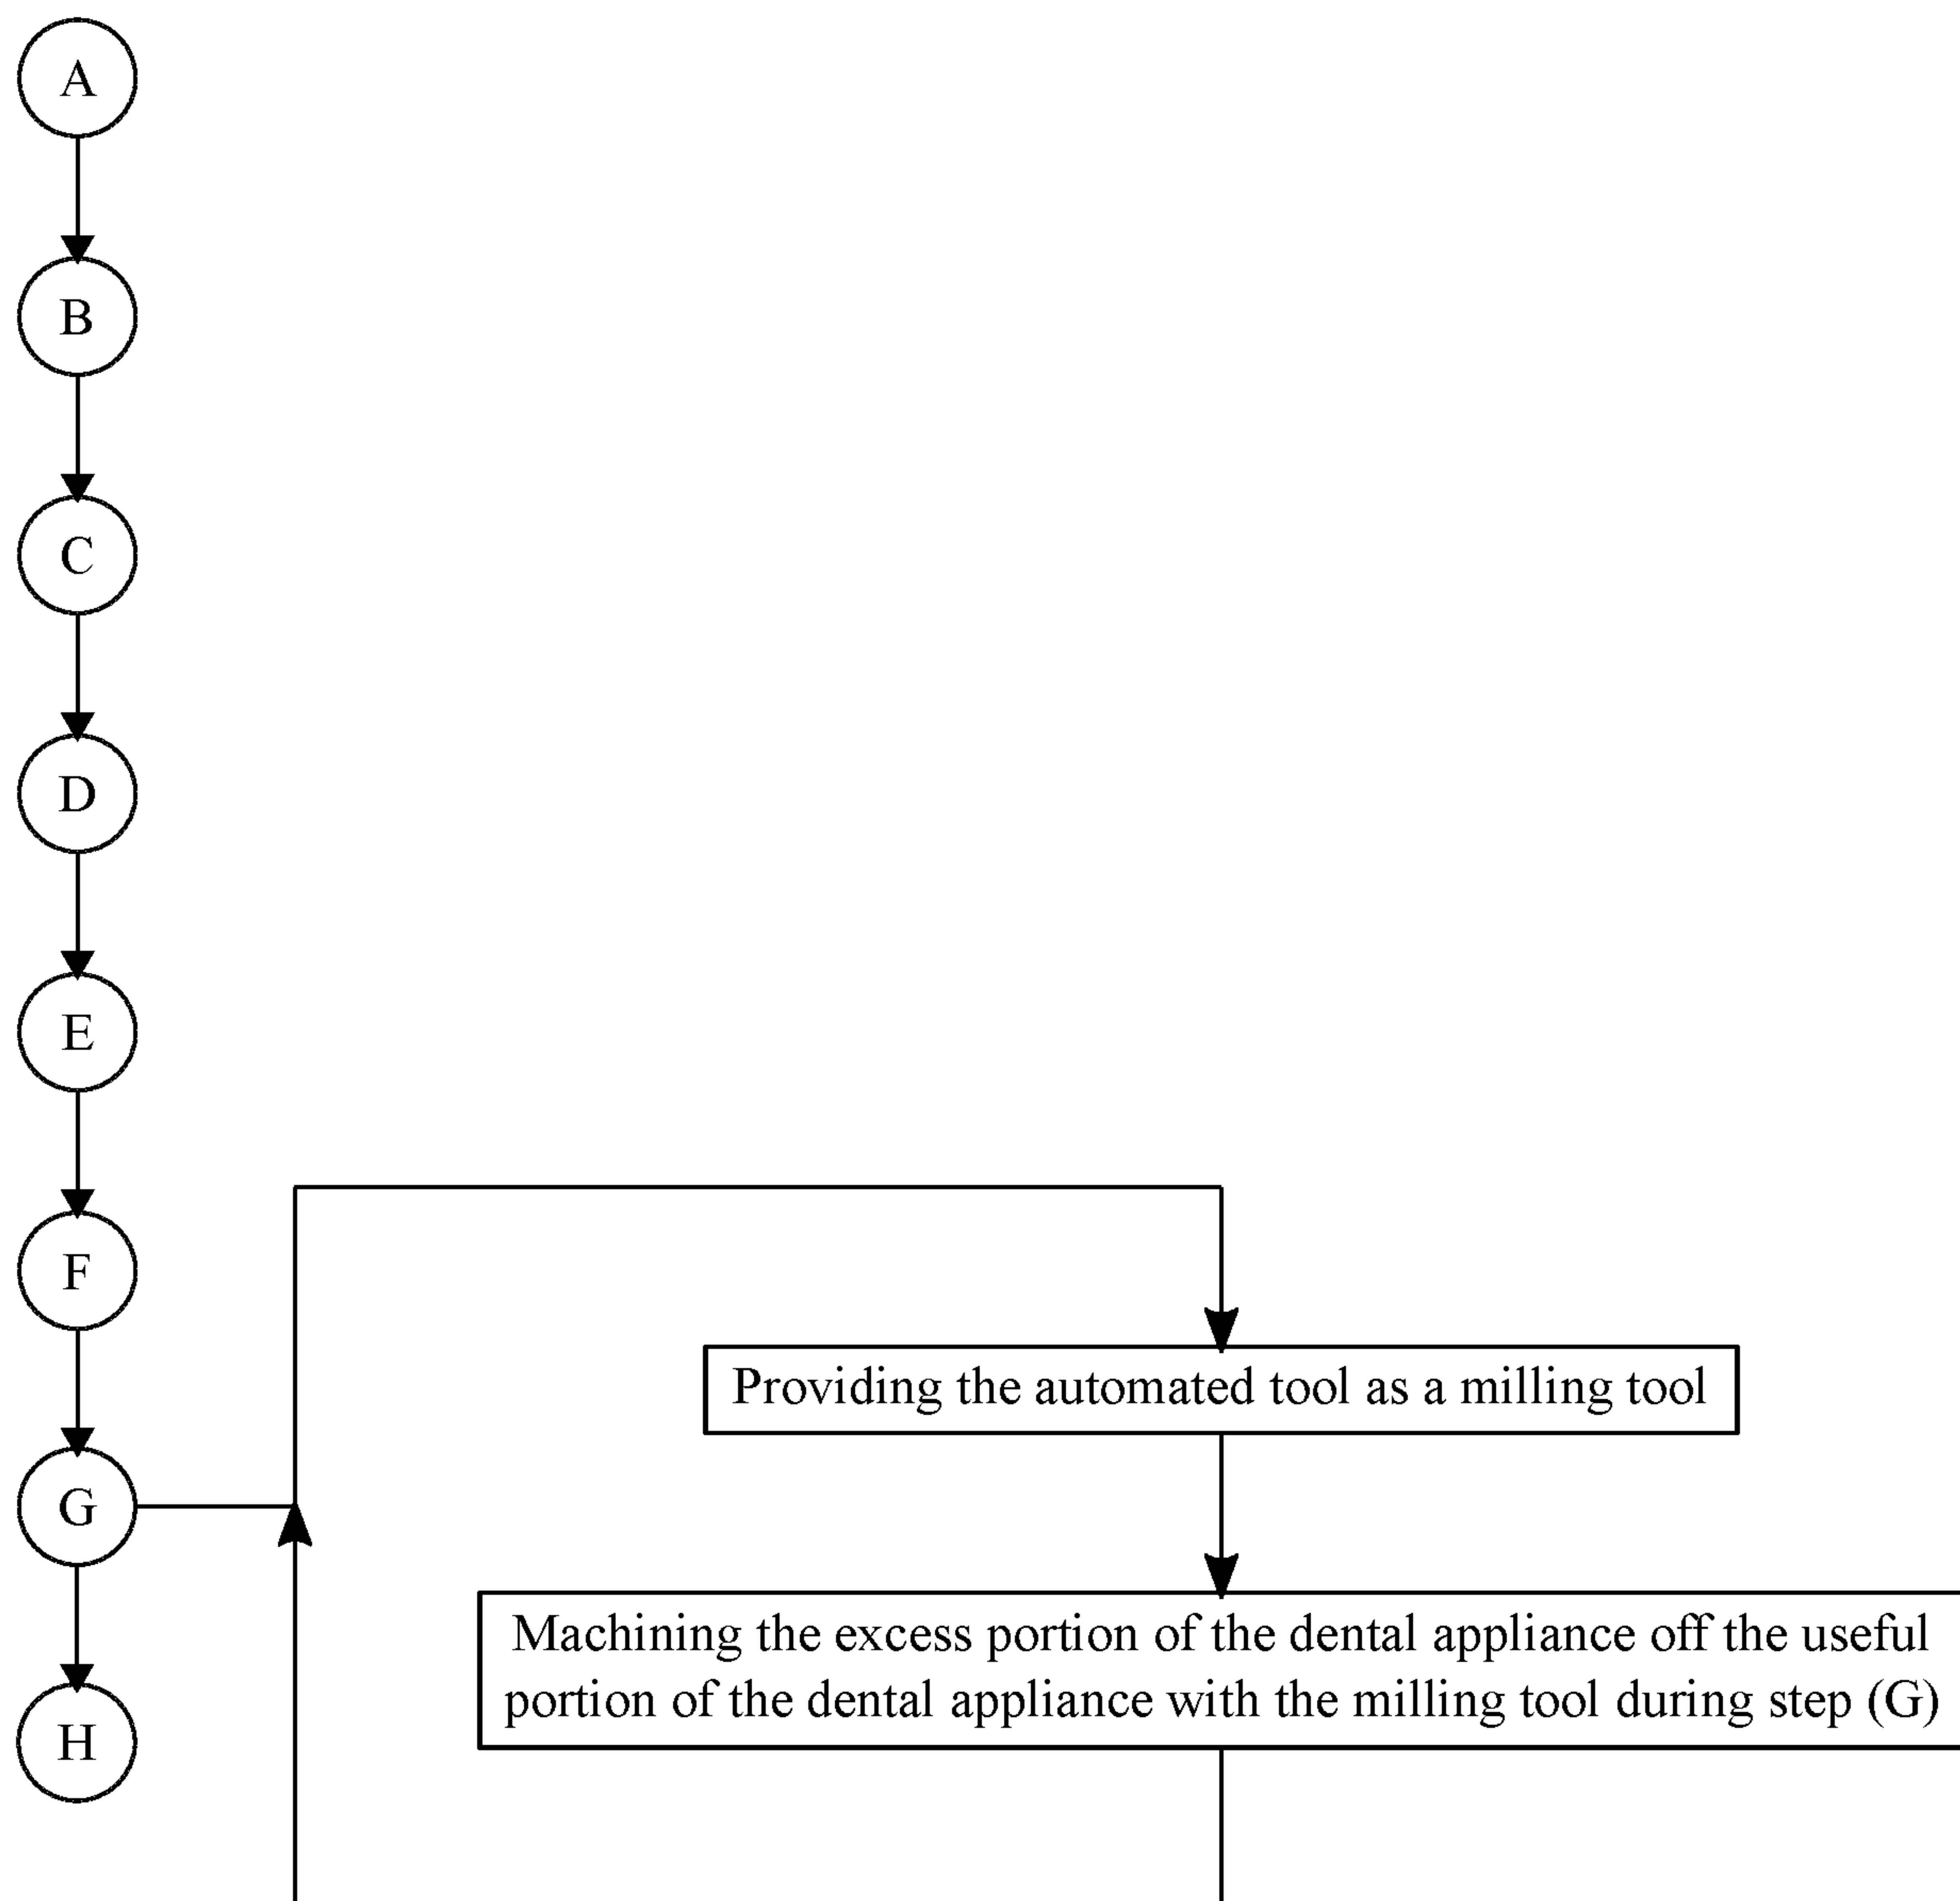 A
B
C
D
E
F
G
H
Providing the automated tool as a milling tool
Machining the excess portion of the dental appliance off the useful
portion of the dental appliance with the milling tool during step (G)